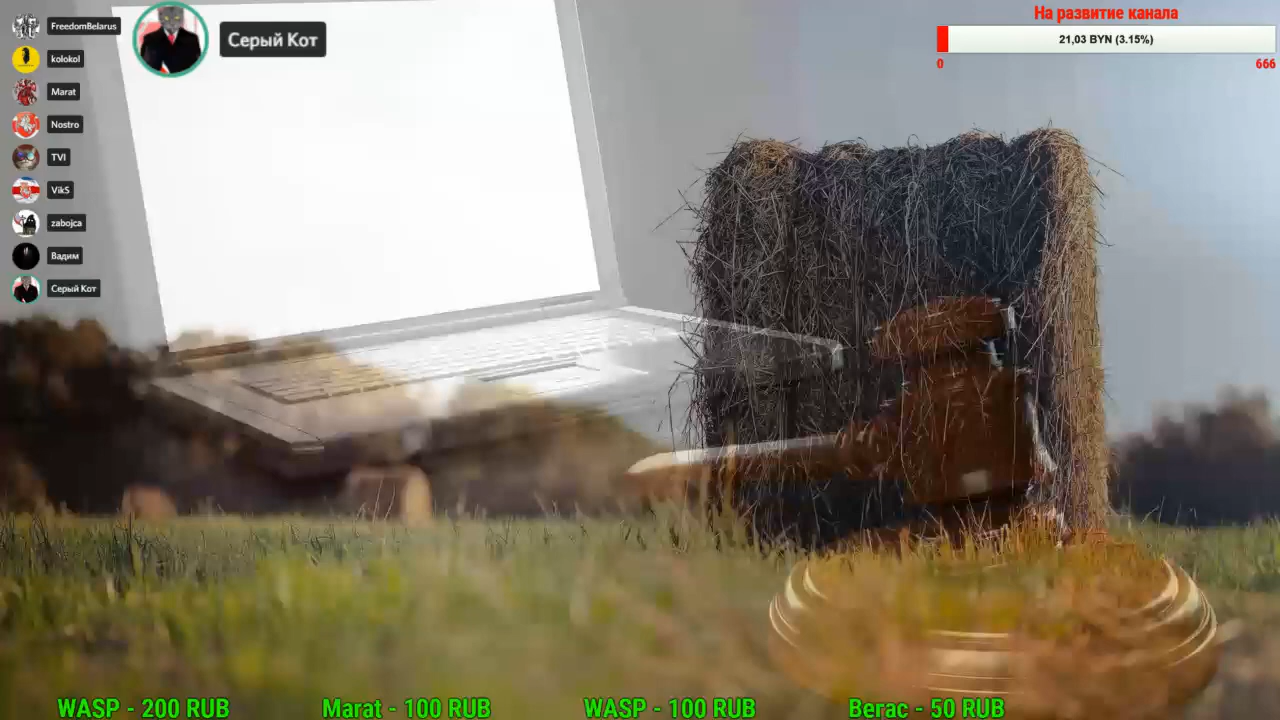 FreedomBelarus
kolokol
Marat
Nostro
TVI
VikS
zabojca
Вадим
Серый Кот
Серый Кот
На развитие канала
21,03 BYN (3.15%)
0 666
WASP - 200 RUB Marat - 100 RUB WASP - 100 RUB Вегас - 50 RUB